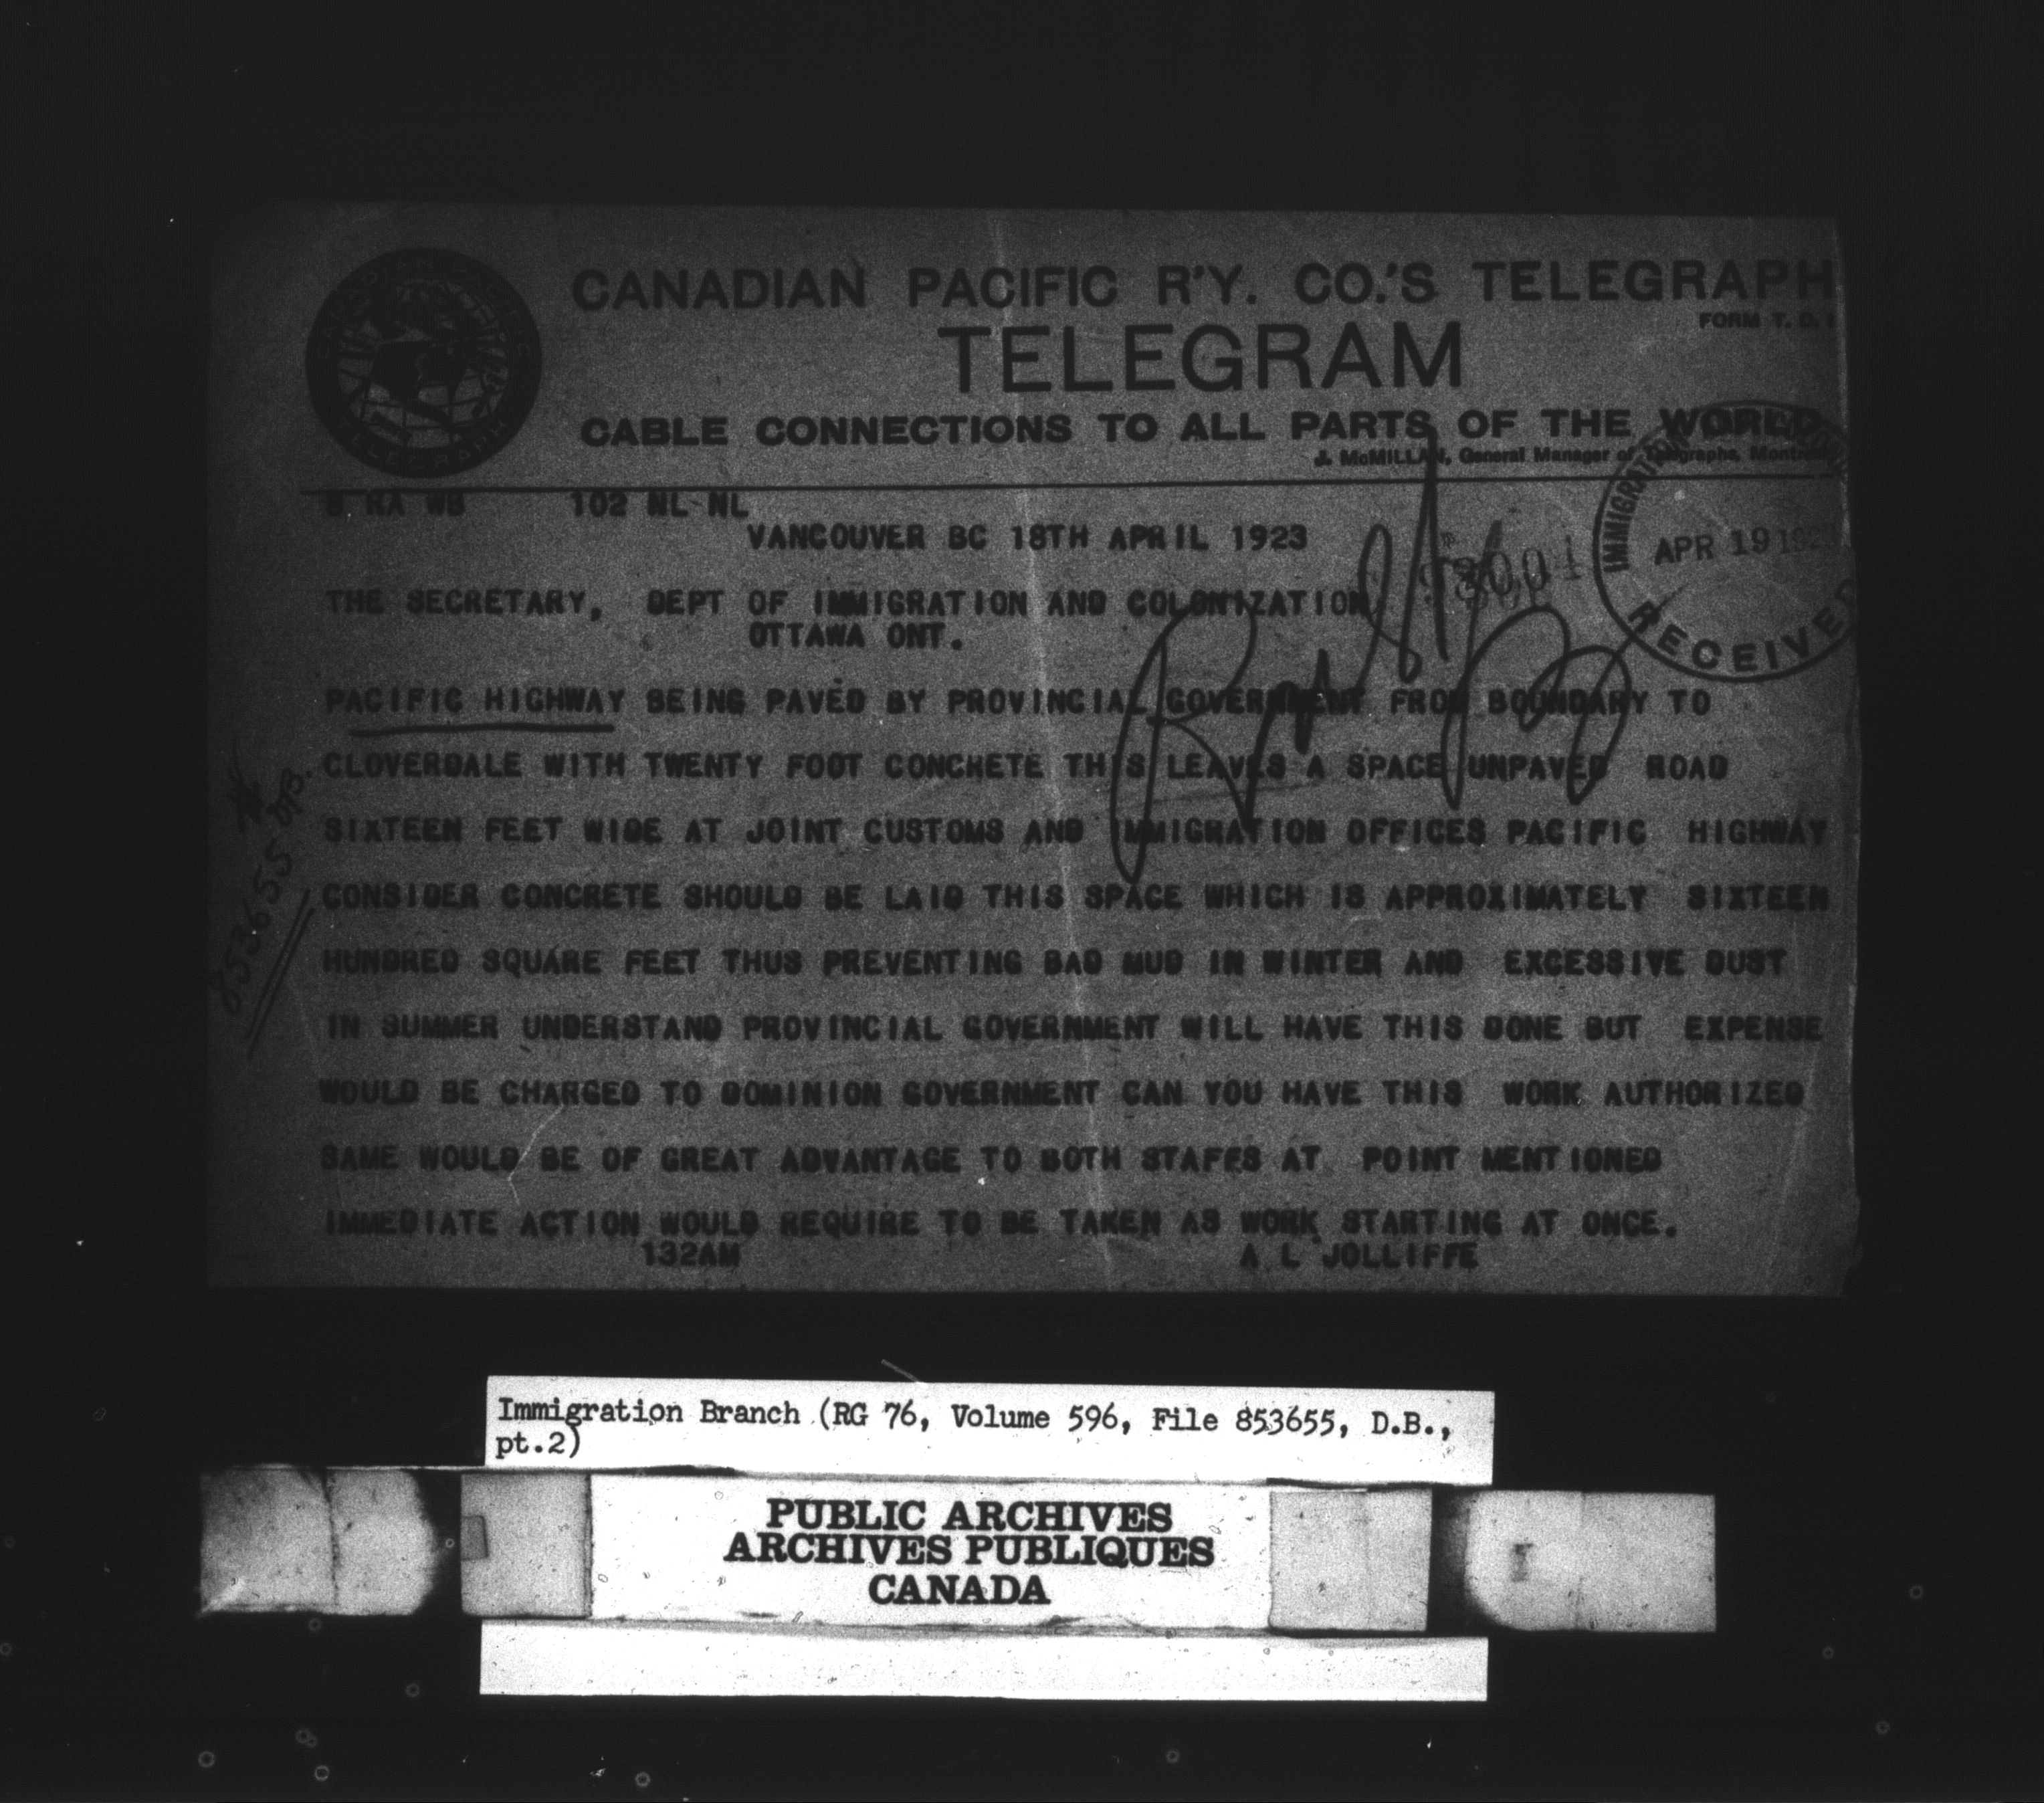 CANADIAN PACIFIC TELEGRAPH
CANADIAN PACIFIC R'Y. CO.'S TELEGRAPH
FORM T. D.
TELEGRAM
CABLE CONNECTIONS TO ALL PARTS OF THE WORLD
J. McMILLAN, General Manager of Telegraphs, Montreal
RA WB 102 NL NL
VANCOUVER BC 18TH APRIL 1923
IMMIGRATION
APR 19 192
RECEIVED
THE SECRETARY, DEPT OF IMMIGRATION AND COLONIZATION
OTTAWA ONT.
PACIFIC HIGHWAY BEING PAVED BY PROVINCIAL GOVERNMENT FROM BOUNDARY TO
CLOVERDALE WITH TWENTY FOOT CONCRETE THIS LEAVES A SPACE UNPAVED ROAD
SIXTEEN FEET WIDE AT JOINT CUSTOMS AND IMMIGRATION OFFICES PACIFIC HIGHWAY
CONSIDER CONCRETE SHOULD BE LAID THIS SPACE WHICH IS APPROXIMATELY SIXTEEN
HUNDRED SQUARE FEET THUS PREVENTING BAD MUD IN WINTER AND EXCESSIVE DUST
IN SUMMER UNDERSTAND PROVINCIAL GOVERNMENT WILL HAVE THIS DONE BUT EXPENSE
WOULD BE CHARGED TO DOMINION GOVERNMENT CAN YOU HAVE THIS WORK AUTHORIZED
SAME WOULD BE OF GREAT ADVANTAGE TO BOTH STAFFS AT POINT MENTIONED
IMMEDIATE ACTION WOULD REQUIRE TO BE TAKEN AS WORK STARTING AT ONCE.
132AM A L JOLLIFFE
853655 DB.
Immigration Branch (RG 76, Volume 596, File 853655, D.B.,
pt.2)
PUBLIC ARCHIVES
ARCHIVES PUBLIQUES
CANADA